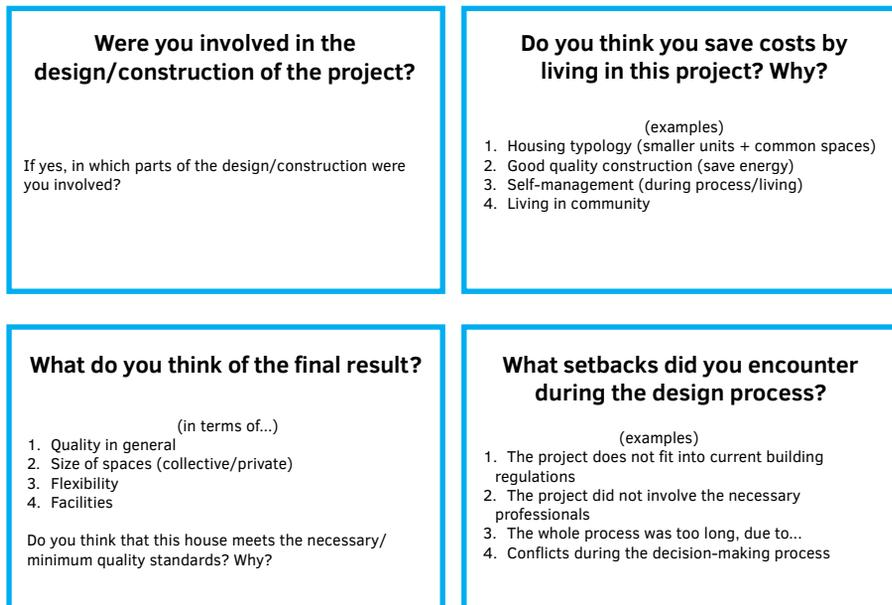 Were you involved in the
design/construction of the project?
If yes, in which parts of the design/construction were
you involved?
Do you think you save costs by
living in this project? Why?
(examples)
1. Housing typology (smaller units + common spaces)
2. Good quality construction (save energy)
3. Self-management (during process/living)
4. Living in community
What do you think of the final result?
(in terms of...)
1. Quality in general
2. Size of spaces (collective/private)
3. Flexibility
4. Facilities
Do you think that this house meets the necessary/
minimum quality standards? Why?
What setbacks did you encounter
during the design process?
(examples)
1. The project does not fit into current building
regulations
2. The project did not involve the necessary
professionals
3. The whole process was too long, due to...
4. Conflicts during the decision-making process